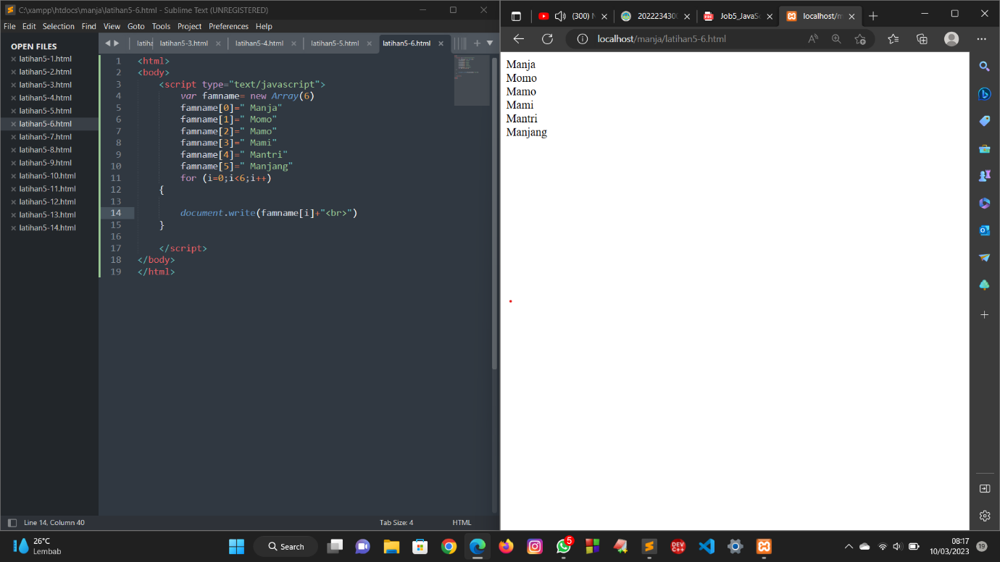 C:\xampp\htdocs\manja\latihan5-6.html - Sublime Text (UNREGISTERED)
File Edit Selection Find View Goto Tools Project Preferences Help
OPEN FILES
latihan5-1.html
latihan5-2.html
latihan5-3.html
latihan5-4.html
latihan5-5.html
latihan5-6.html
latihan5-7.html
latihan5-8.html
latihan5-9.html
latihan5-10.html
latihan5-11.html
latihan5-12.html
latihan5-13.html
latihan5-14.html
latiha latihan5-3.html latihan5-4.html latihan5-5.html latihan5-6.html
1 <html>
2 <body>
3 <script type="text/javascript">
4 var famname= new Array(6)
5 famname[0]=" Manja"
6 famname[1]=" Momo"
7 famname[2]=" Mamo"
8 famname[3]=" Mami"
9 famname[4]=" Mantri"
10 famname[5]=" Manjang"
11 for (i=0;i<6;i++)
12 {
13
14 document.write(famname[i]+"<br>")
15 }
16
17 </script>
18 </body>
19 </html>
Line 14, Column 40 Tab Size: 4 HTML
(300) 2022234300 Job5_JavaS localhost/m
localhost/manja/latihan5-6.html
Manja
Momo
Mamo
Mami
Mantri
Manjang
26°C
Lembab
Search
5
DEV
C++
08:17
10/03/2023
19